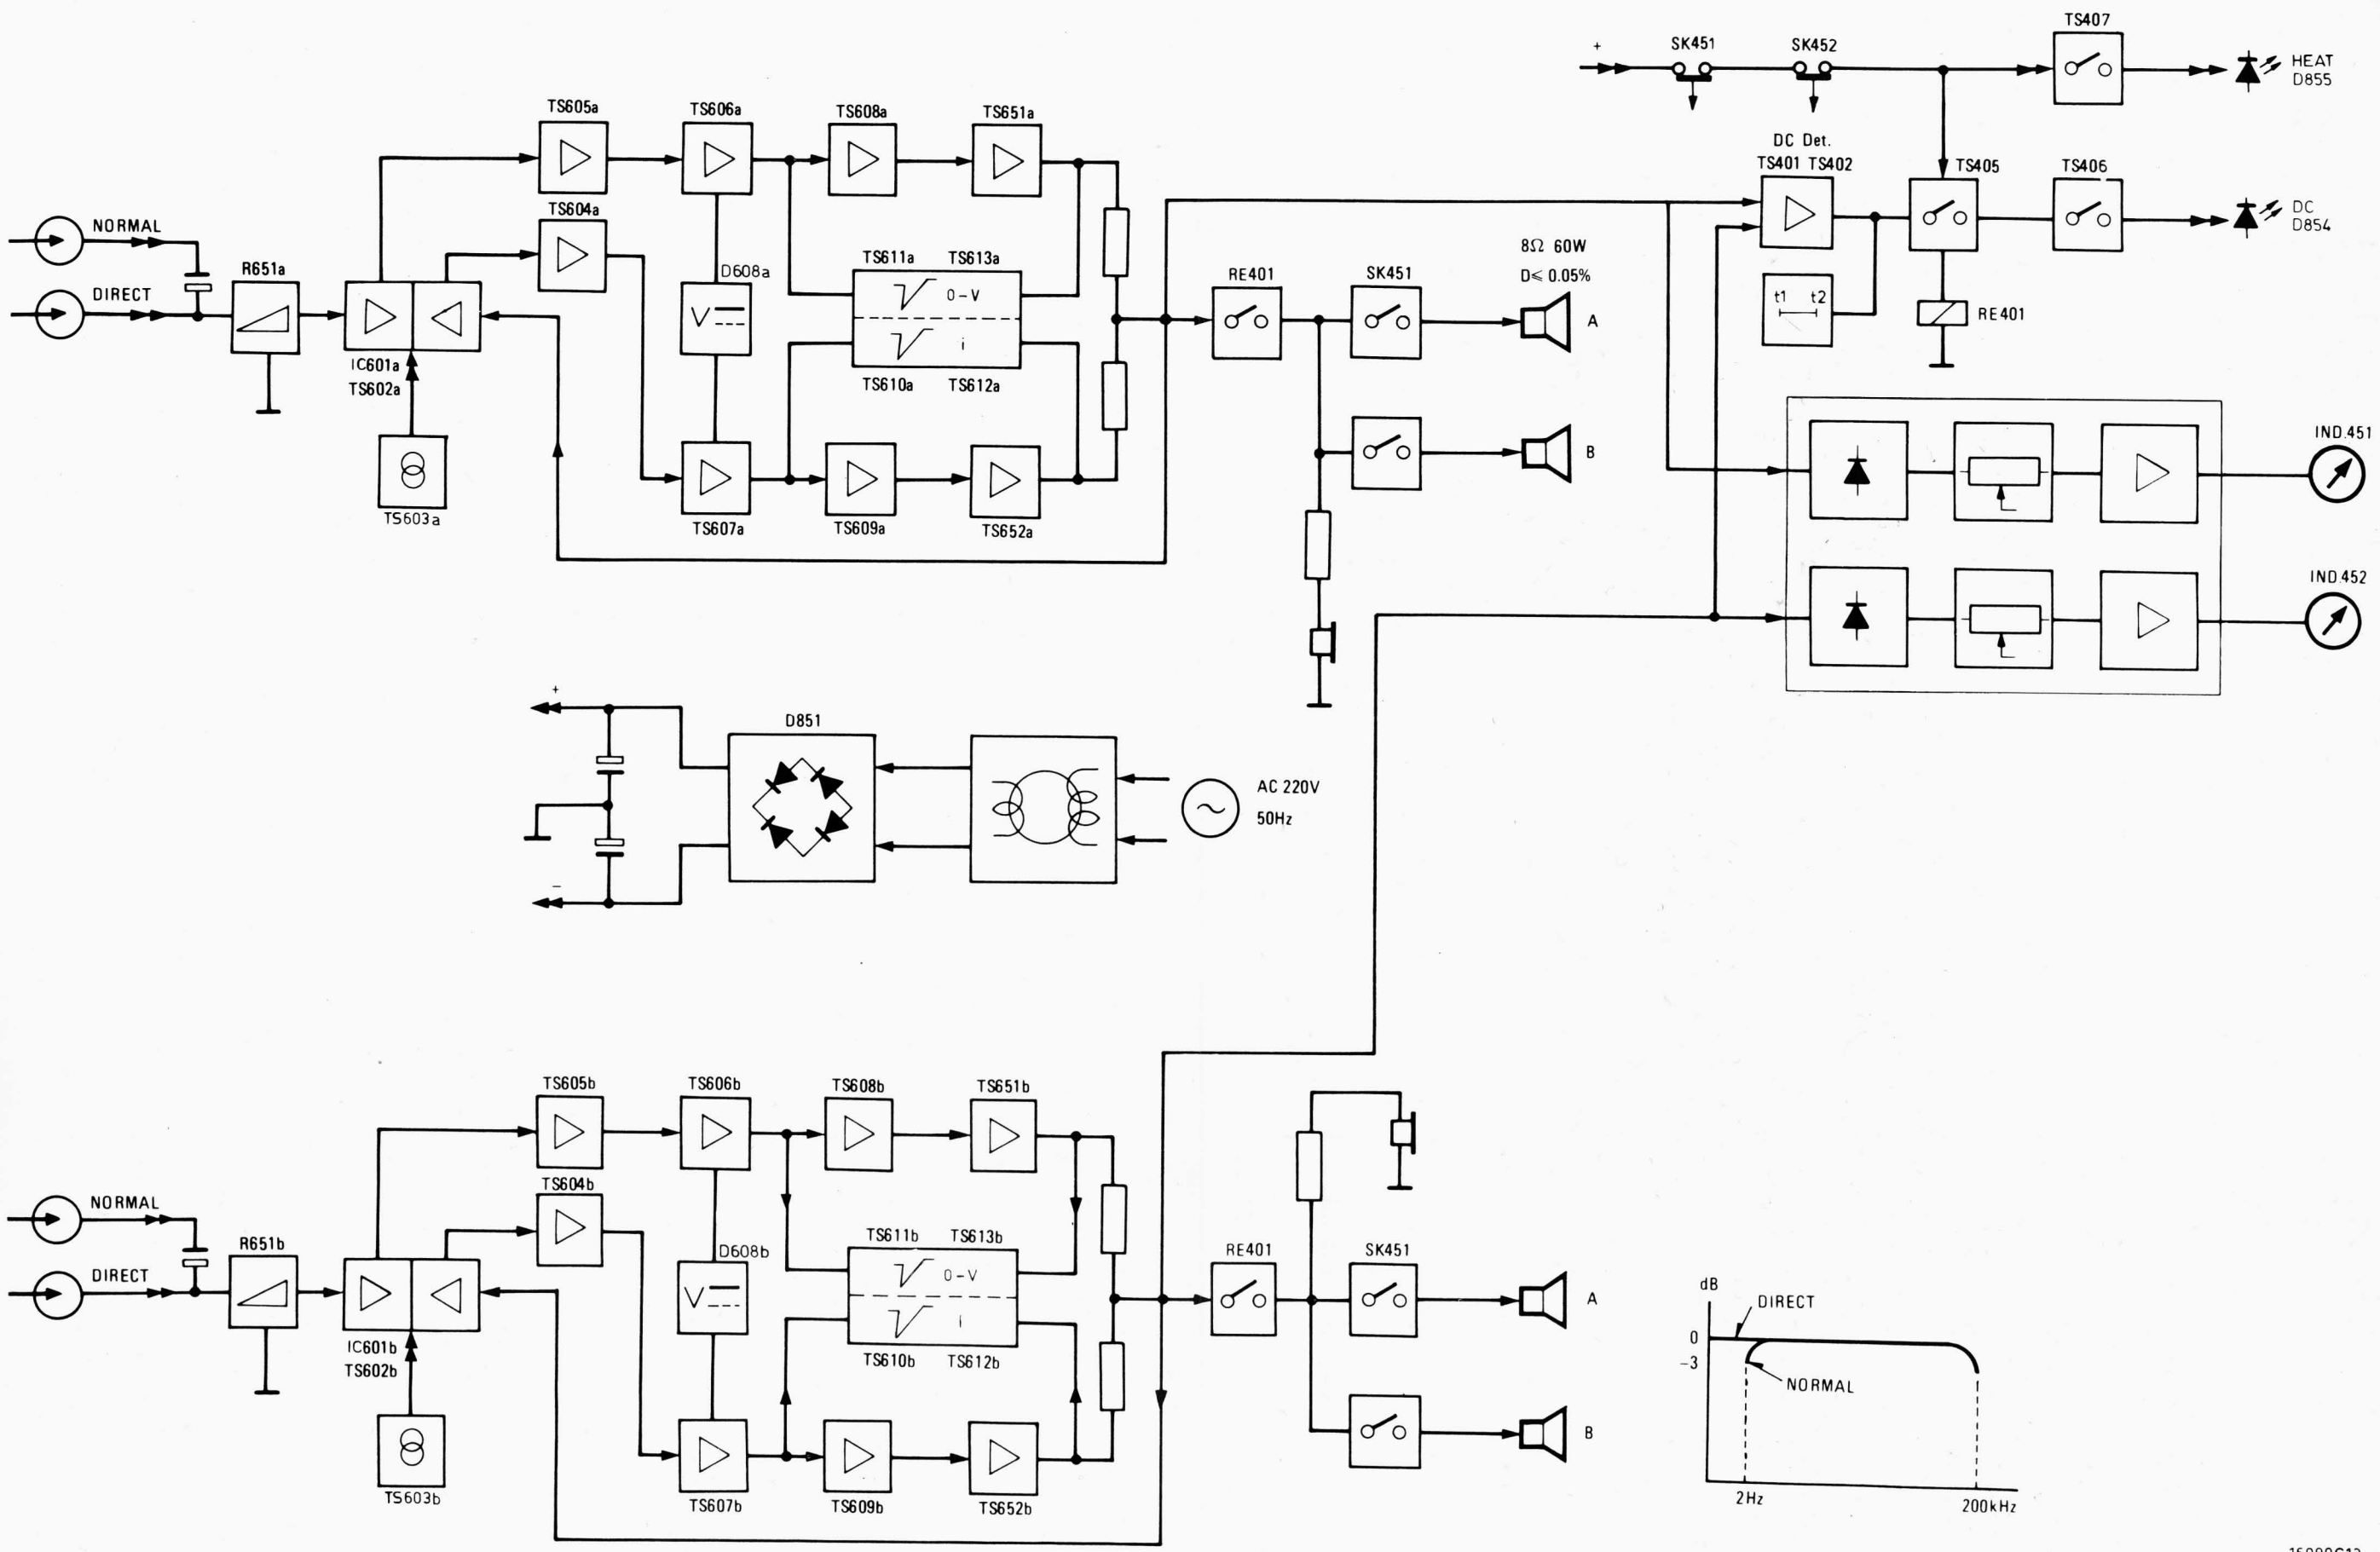 TS407
+
SK451
SK452
HEAT
D855
TS605a
TS606a
TS608a
TS651a
DC Det.
TS401 TS402
TS405
TS406
TS604a
DC
D854
NORMAL
R651a
D608a
TS611a
TS613a
8Ω 60W
RE401
SK451
D≤ 0.05%
DIRECT
V
0-V
t1
t2
RE401
A
i
IC601a
TS602a
TS610a
TS612a
IND.451
B
TS603a
TS607a
TS609a
TS652a
IND.452
+
D851
AC 220V
50Hz
−
TS605b
TS606b
TS608b
TS651b
TS604b
NORMAL
R651b
D608b
TS611b
TS613b
RE401
SK451
DIRECT
V
0-V
A
i
IC601b
TS602b
TS610b
TS612b
dB
DIRECT
0
-3
NORMAL
B
TS603b
TS607b
TS609b
TS652b
2Hz
200kHz